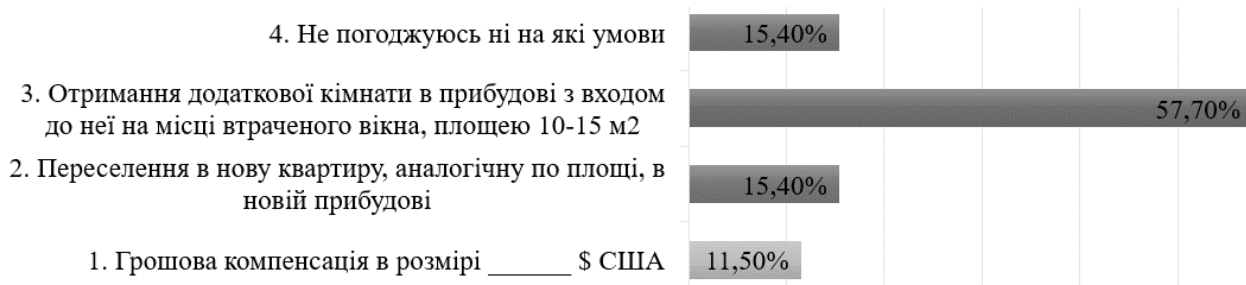 4. Не погоджуюсь ні на які умови
15,40%
3. Отримання додаткової кімнати в прибудові з входом
до неї на місці втраченого вікна, площею 10-15 м2
57,70%
2. Переселення в нову квартиру, аналогічну по площі, в
новій прибудові
15,40%
1. Грошова компенсація в розмірі ______ $ США
11,50%